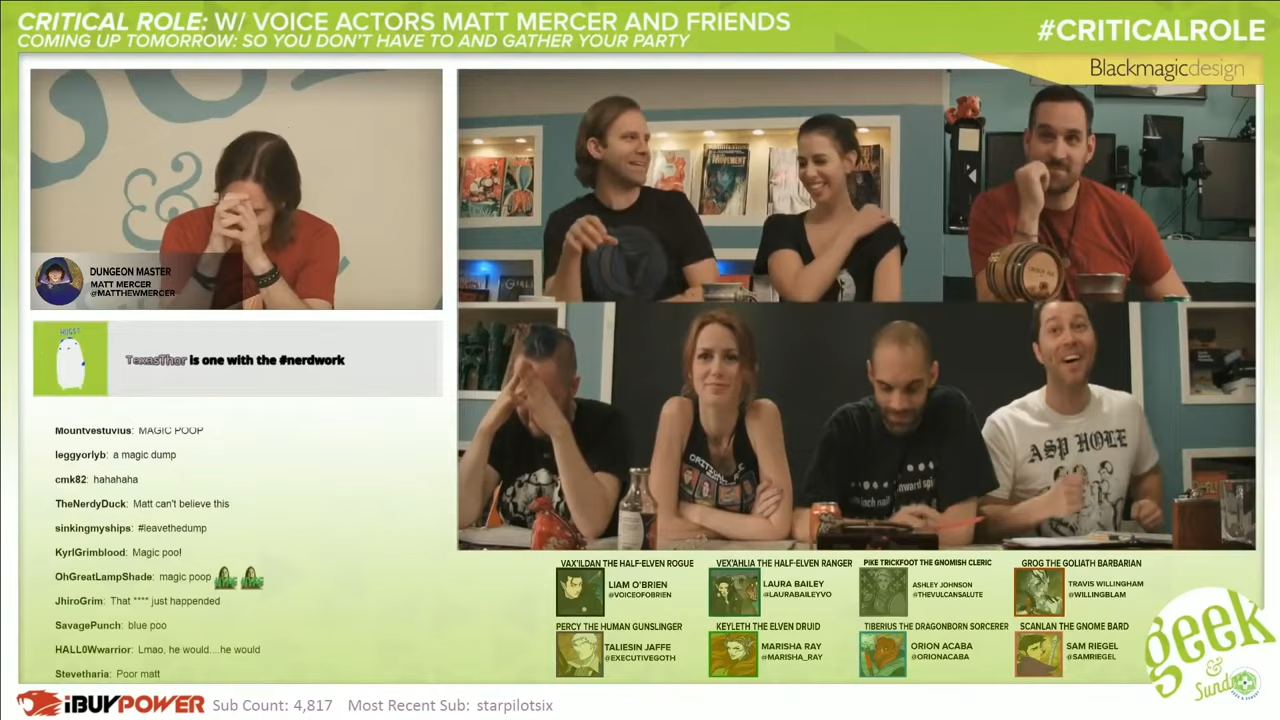 CRITICAL ROLE: W/ VOICE ACTORS MATT MERCER AND FRIENDS
COMING UP TOMORROW: SO YOU DON'T HAVE TO AND GATHER YOUR PARTY
#CRITICALROLE
Blackmagicdesign
&
DUNGEON MASTER
MATT MERCER
@MATTHEWMERCER
HUGS!
TexasThor is one with the #nerdwork
Mountvestuvius: MAGIC POOP
leggyorlyb: a magic dump
cmk82: hahahaha
TheNerdyDuck: Matt can't believe this
sinkingmyships: #leavethedump
KyrlGrimblood: Magic poo!
OhGreatLampShade: magic poop
JhiroGrim: That **** just happended
SavagePunch: blue poo
HALL0Wwarrior: Lmao, he would....he would
Stevetharia: Poor matt
CRITICAL
inch nai
nward spi
ASP HOLE
VAX'ILDAN THE HALF-ELVEN ROGUE
LIAM O'BRIEN
@VOICEOFOBRIEN
VEX'AHLIA THE HALF-ELVEN RANGER
LAURA BAILEY
@LAURABAILEYVO
PIKE TRICKFOOT THE GNOMISH CLERIC
ASHLEY JOHNSON
@THEVULCANSALUTE
GROG THE GOLIATH BARBARIAN
TRAVIS WILLINGHAM
@WILLINGBLAM
PERCY THE HUMAN GUNSLINGER
TALIESIN JAFFE
@EXECUTIVEGOTH
KEYLETH THE ELVEN DRUID
MARISHA RAY
@MARISHA_RAY
TIBERIUS THE DRAGONBORN SORCERER
ORION ACABA
@ORIONACABA
SCANLAN THE GNOME BARD
SAM RIEGEL
@SAMRIEGEL
geek
&
Sundry
iBUYPOWER
Sub Count: 4,817 Most Recent Sub: starpilotsix